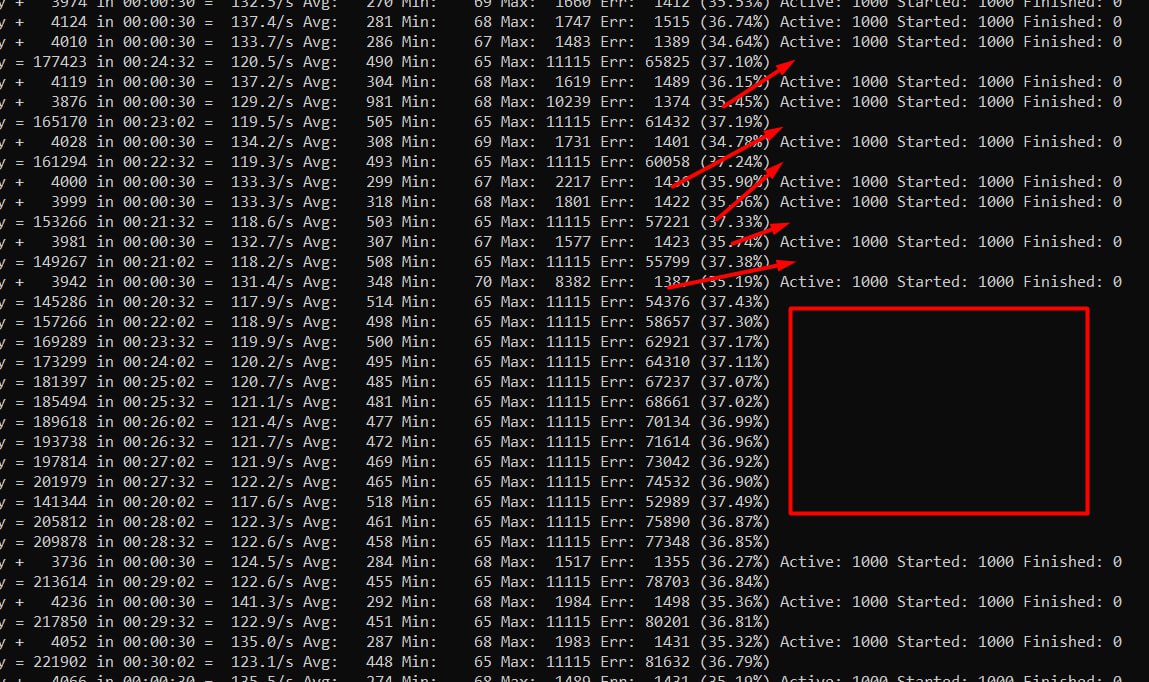 y +   3974 in 00:00:30 =  132.5/s Avg:   270 Min:    69 Max:  1660 Err:  1412 (35.53%) Active: 1000 Started: 1000 Finished: 0
y +   4124 in 00:00:30 =  137.4/s Avg:   281 Min:    68 Max:  1747 Err:  1515 (36.74%) Active: 1000 Started: 1000 Finished: 0
y +   4010 in 00:00:30 =  133.7/s Avg:   286 Min:    67 Max:  1483 Err:  1389 (34.64%) Active: 1000 Started: 1000 Finished: 0
y = 177423 in 00:24:32 =  120.5/s Avg:   490 Min:    65 Max: 11115 Err: 65825 (37.10%)
y +   4119 in 00:00:30 =  137.2/s Avg:   304 Min:    68 Max:  1619 Err:  1489 (36.15%) Active: 1000 Started: 1000 Finished: 0
y +   3876 in 00:00:30 =  129.2/s Avg:   981 Min:    68 Max: 10239 Err:  1374 (35.45%) Active: 1000 Started: 1000 Finished: 0
y = 165170 in 00:23:02 =  119.5/s Avg:   505 Min:    65 Max: 11115 Err: 61432 (37.19%)
y +   4028 in 00:00:30 =  134.2/s Avg:   308 Min:    69 Max:  1731 Err:  1401 (34.78%) Active: 1000 Started: 1000 Finished: 0
y = 161294 in 00:22:32 =  119.3/s Avg:   493 Min:    65 Max: 11115 Err: 60058 (37.24%)
y +   4000 in 00:00:30 =  133.3/s Avg:   299 Min:    67 Max:  2217 Err:  1436 (35.90%) Active: 1000 Started: 1000 Finished: 0
y +   3999 in 00:00:30 =  133.3/s Avg:   318 Min:    68 Max:  1801 Err:  1422 (35.56%) Active: 1000 Started: 1000 Finished: 0
y = 153266 in 00:21:32 =  118.6/s Avg:   503 Min:    65 Max: 11115 Err: 57221 (37.33%)
y +   3981 in 00:00:30 =  132.7/s Avg:   307 Min:    67 Max:  1577 Err:  1423 (35.74%) Active: 1000 Started: 1000 Finished: 0
y = 149267 in 00:21:02 =  118.2/s Avg:   508 Min:    65 Max: 11115 Err: 55799 (37.38%)
y +   3942 in 00:00:30 =  131.4/s Avg:   348 Min:    70 Max:  8382 Err:  1387 (35.19%) Active: 1000 Started: 1000 Finished: 0
y = 145286 in 00:20:32 =  117.9/s Avg:   514 Min:    65 Max: 11115 Err: 54376 (37.43%)
y = 157266 in 00:22:02 =  118.9/s Avg:   498 Min:    65 Max: 11115 Err: 58657 (37.30%)
y = 169289 in 00:23:32 =  119.9/s Avg:   500 Min:    65 Max: 11115 Err: 62921 (37.17%)
y = 173299 in 00:24:02 =  120.2/s Avg:   495 Min:    65 Max: 11115 Err: 64310 (37.11%)
y = 181397 in 00:25:02 =  120.7/s Avg:   485 Min:    65 Max: 11115 Err: 67237 (37.07%)
y = 185494 in 00:25:32 =  121.1/s Avg:   481 Min:    65 Max: 11115 Err: 68661 (37.02%)
y = 189618 in 00:26:02 =  121.4/s Avg:   477 Min:    65 Max: 11115 Err: 70134 (36.99%)
y = 193738 in 00:26:32 =  121.7/s Avg:   472 Min:    65 Max: 11115 Err: 71614 (36.96%)
y = 197814 in 00:27:02 =  121.9/s Avg:   469 Min:    65 Max: 11115 Err: 73042 (36.92%)
y = 201979 in 00:27:32 =  122.2/s Avg:   465 Min:    65 Max: 11115 Err: 74532 (36.90%)
y = 141344 in 00:20:02 =  117.6/s Avg:   518 Min:    65 Max: 11115 Err: 52989 (37.49%)
y = 205812 in 00:28:02 =  122.3/s Avg:   461 Min:    65 Max: 11115 Err: 75890 (36.87%)
y = 209878 in 00:28:32 =  122.6/s Avg:   458 Min:    65 Max: 11115 Err: 77348 (36.85%)
y +   3736 in 00:00:30 =  124.5/s Avg:   284 Min:    68 Max:  1517 Err:  1355 (36.27%) Active: 1000 Started: 1000 Finished: 0
y = 213614 in 00:29:02 =  122.6/s Avg:   455 Min:    65 Max: 11115 Err: 78703 (36.84%)
y +   4236 in 00:00:30 =  141.3/s Avg:   292 Min:    68 Max:  1984 Err:  1498 (35.36%) Active: 1000 Started: 1000 Finished: 0
y = 217850 in 00:29:32 =  122.9/s Avg:   451 Min:    65 Max: 11115 Err: 80201 (36.81%)
y +   4052 in 00:00:30 =  135.0/s Avg:   287 Min:    68 Max:  1983 Err:  1431 (35.32%) Active: 1000 Started: 1000 Finished: 0
y = 221902 in 00:30:02 =  123.1/s Avg:   448 Min:    65 Max: 11115 Err: 81632 (36.79%)
y +   4066 in 00:00:30 =  135.5/s Avg:   274 Min:    68 Max:  1489 Err:  1431 (35.19%) Active: 1000 Started: 1000 Finished: 0